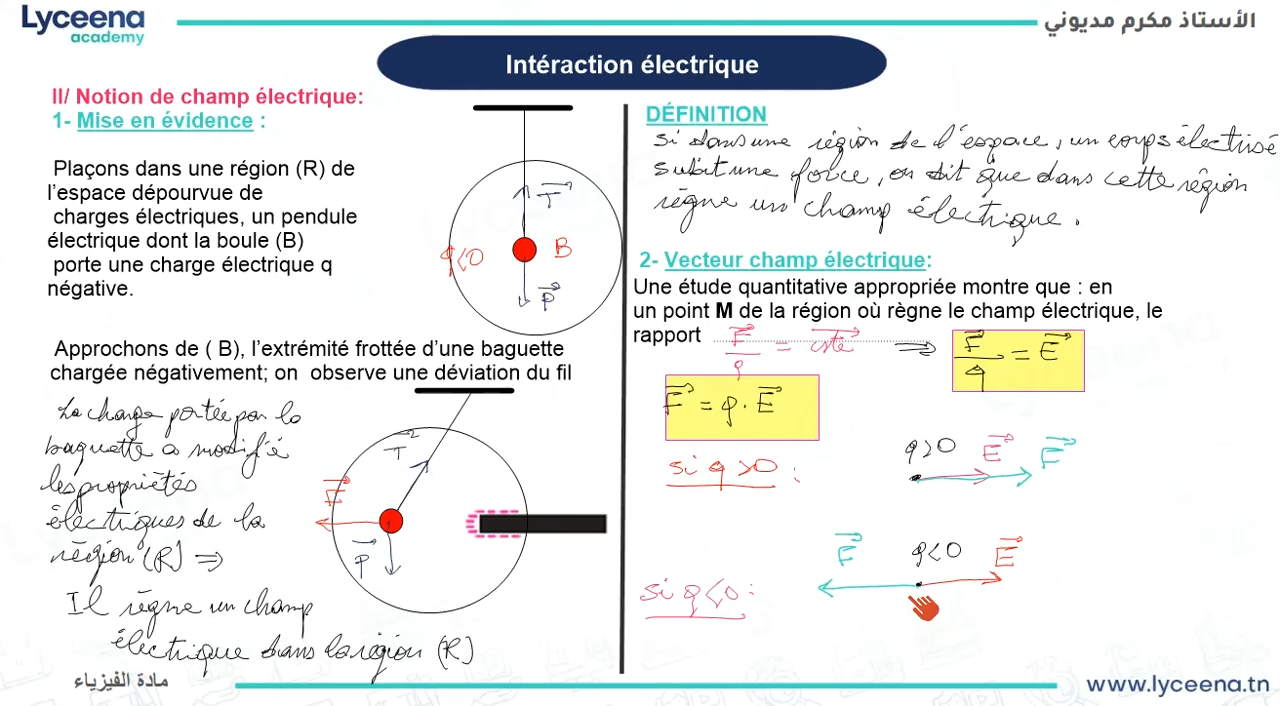 Lyceena
academy
الأستاذ مكرم مديوني
Intéraction électrique
II/ Notion de champ électrique:
1- Mise en évidence :
Plaçons dans une région (R) de
l'espace dépourvue de
charges électriques, un pendule
électrique dont la boule (B)
porte une charge électrique q
négative.
T
q<0
B
P
Approchons de ( B), l'extrémité frottée d'une baguette
chargée négativement; on observe une déviation du fil
La charge portée par la
baguette a modifié
les propriétés
électriques de la
région (R) ⇒
Il règne un champ
électrique dans la région (R)
T
F
P
DÉFINITION
Si dans une région de l'espace, un corps électrisé
subit une force, on dit que dans cette région
règne un champ électrique.
2- Vecteur champ électrique:
Une étude quantitative appropriée montre que : en
un point M de la région où règne le champ électrique, le
rapport F/q = cste ⇒ F/q = E
F = q . E
si q >0 :
q>0 E F
si q<0 :
F q<0 E
مادة الفيزياء
www.lyceena.tn